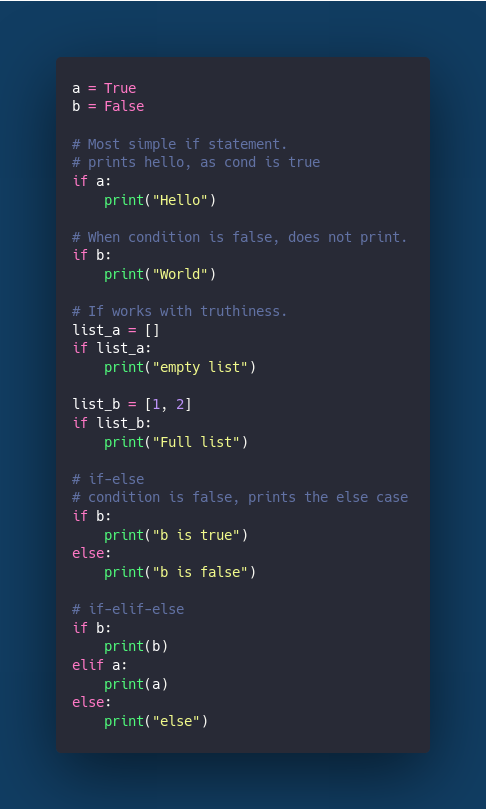 a = True
b = False
# Most simple if statement.
# prints hello, as cond is true
if a:
    print("Hello")
# When condition is false, does not print.
if b:
    print("World")
# If works with truthiness.
list_a = []
if list_a:
    print("empty list")
list_b = [1, 2]
if list_b:
    print("Full list")
# if-else
# condition is false, prints the else case
if b:
    print("b is true")
else:
    print("b is false")
# if-elif-else
if b:
    print(b)
elif a:
    print(a)
else:
    print("else")